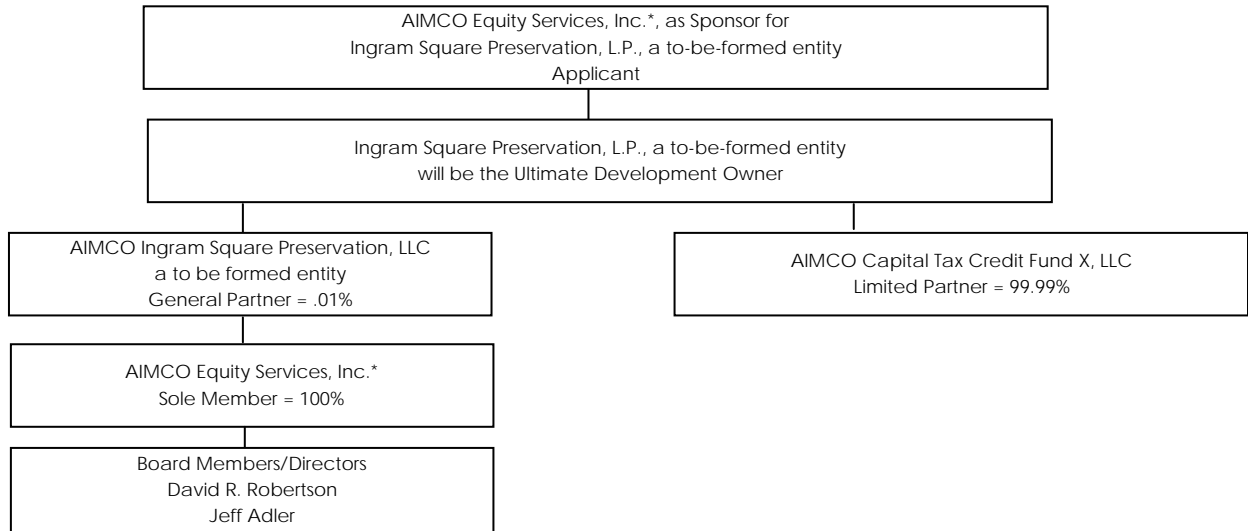 AIMCO Equity Services, Inc.*, as Sponsor for
Ingram Square Preservation, L.P., a to-be-formed entity
Applicant
Ingram Square Preservation, L.P., a to-be-formed entity
will be the Ultimate Development Owner
AIMCO Ingram Square Preservation, LLC
a to be formed entity
General Partner = .01%
AIMCO Capital Tax Credit Fund X, LLC
Limited Partner = 99.99%
AIMCO Equity Services, Inc.*
Sole Member = 100%
Board Members/Directors
David R. Robertson
Jeff Adler